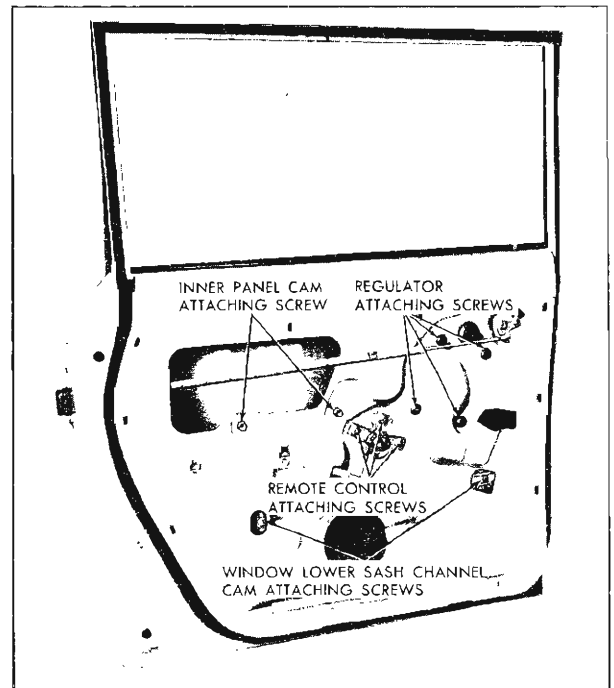 INNER PANEL CAM
ATTACHING SCREW
REGULATOR
ATTACHING SCREWS
REMOTE CONTROL
ATTACHING SCREWS
WINDOW LOWER SASH CHANNEL
CAM ATTACHING SCREWS